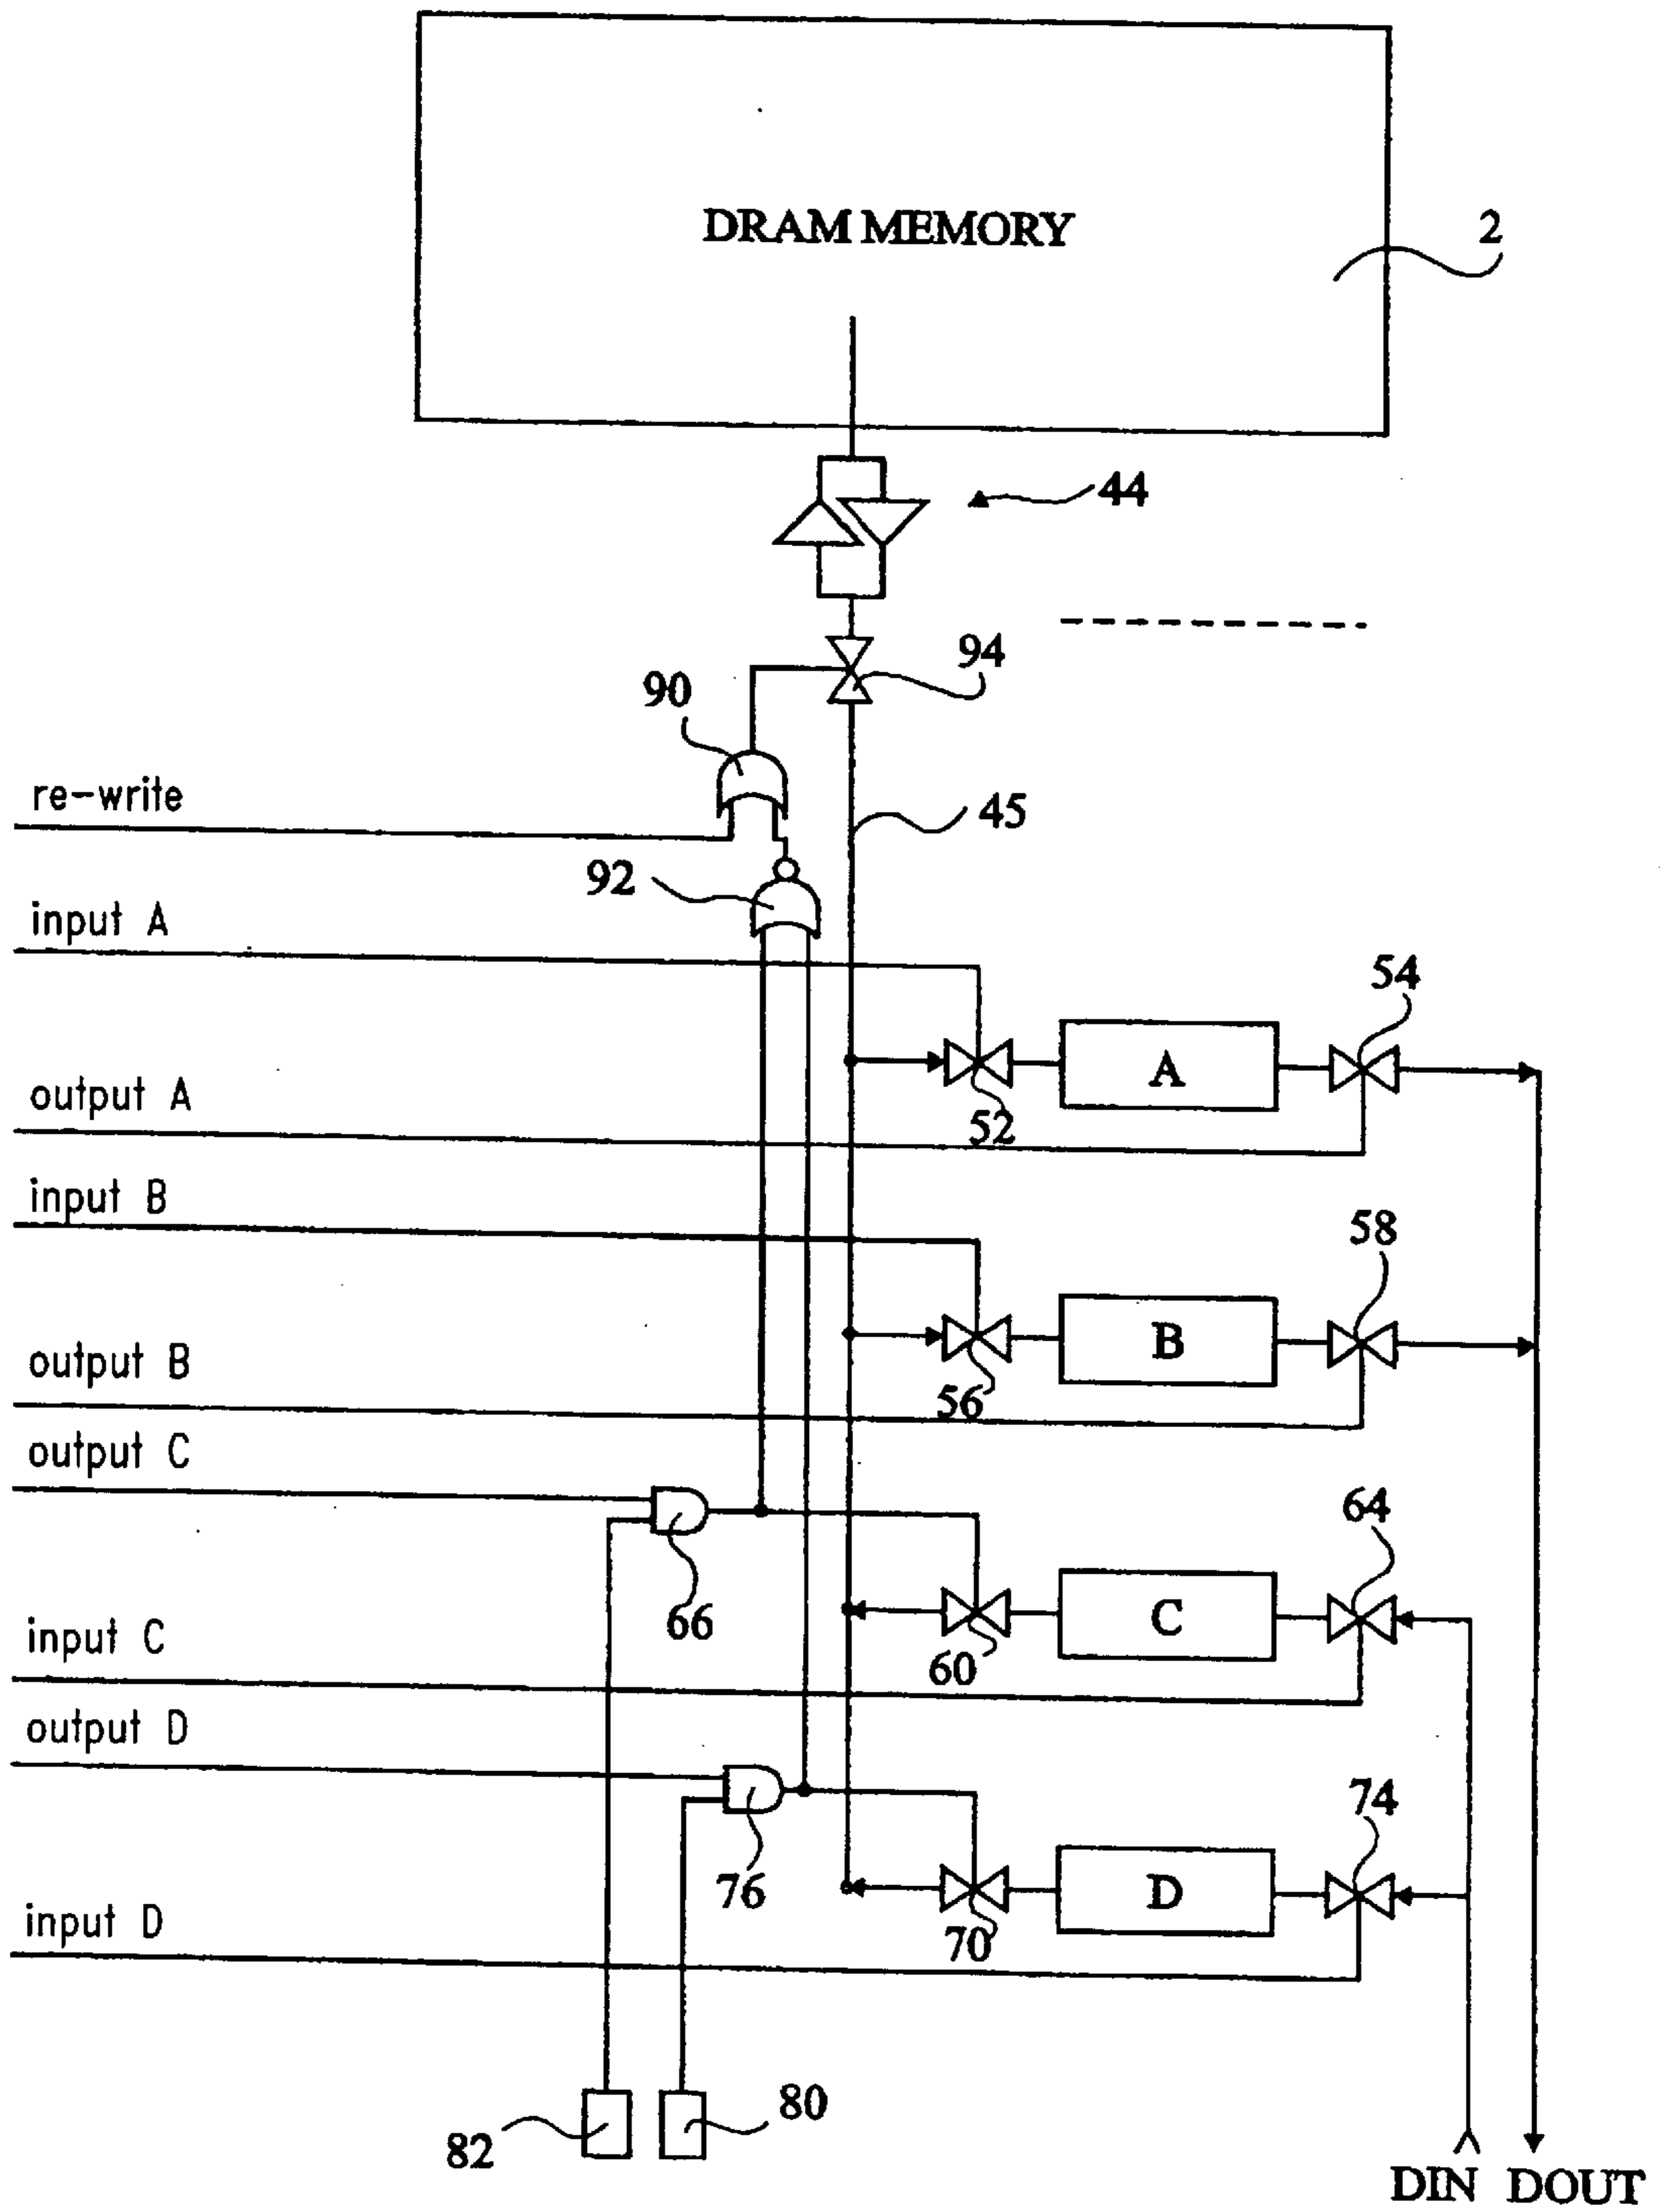 DRAM MEMORY
2
44
94
90
re-write
45
92
input A
54
A
output A
52
input B
58
B
output B
56
output C
64
C
66
input C
60
output D
74
76
D
input D
70
80
82
DIN DOUT